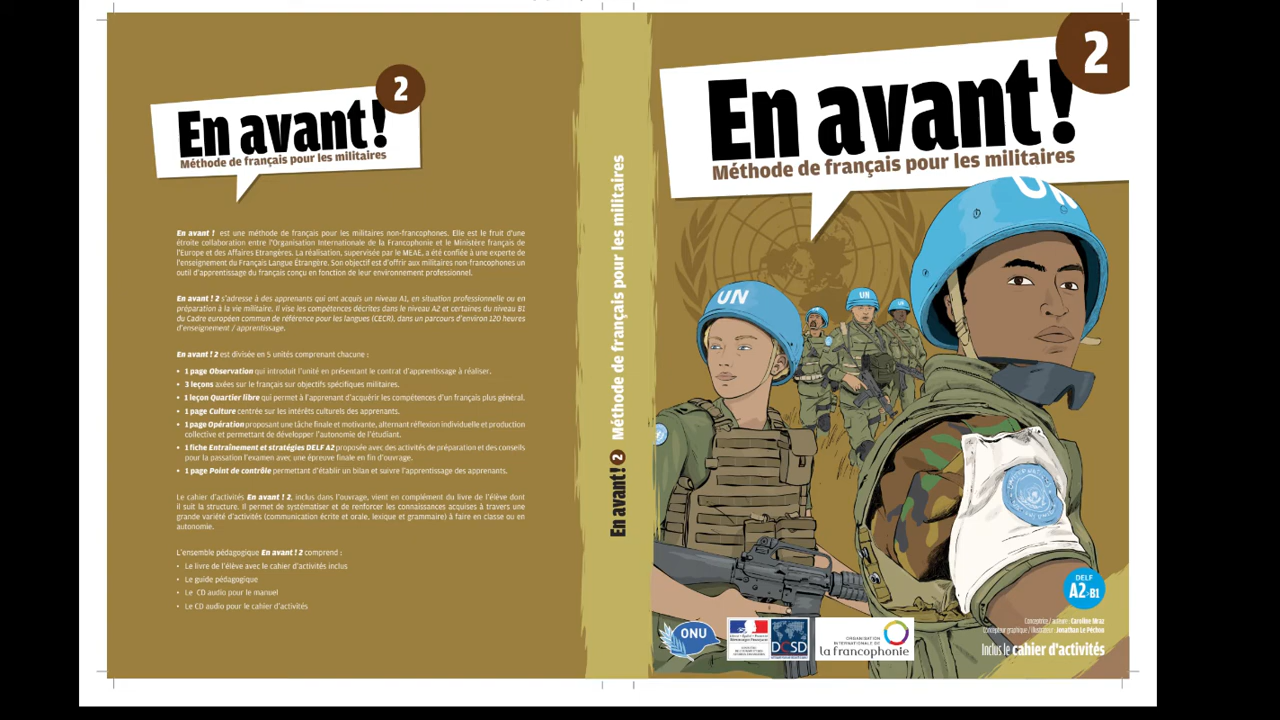 En avant !
2
Méthode de français pour les militaires
En avant ! est une méthode de français pour les militaires non-francophones. Elle est le fruit d'une
étroite collaboration entre l'Organisation Internationale de la Francophonie et le Ministère français de
l'Europe et des Affaires Etrangères. La réalisation, supervisée par le MEAE, a été confiée à une experte de
l'enseignement du Français Langue Étrangère. Son objectif est d'offrir aux militaires non-francophones un
outil d'apprentissage du français conçu en fonction de leur environnement professionnel.
En avant ! 2 s'adresse à des apprenants qui ont acquis un niveau A1, en situation professionnelle ou en
préparation à la vie militaire. Il vise les compétences décrites dans le niveau A2 et certaines du niveau B1
du Cadre européen commun de référence pour les langues (CECR), dans un parcours d'environ 120 heures
d'enseignement / apprentissage.
En avant ! 2 est divisée en 5 unités comprenant chacune :
• 1 page Observation qui introduit l'unité en présentant le contrat d'apprentissage à réaliser.
• 3 leçons axées sur le français sur objectifs spécifiques militaires.
• 1 leçon Quartier libre qui permet à l'apprenant d'acquérir les compétences d'un français plus général.
• 1 page Culture centrée sur les intérêts culturels des apprenants.
• 1 page Opération proposant une tâche finale et motivante, alternant réflexion individuelle et production
collective et permettant de développer l'autonomie de l'étudiant.
• 1 fiche Entraînement et stratégies DELF A2 proposée avec des activités de préparation et des conseils
pour la passation l'examen avec une épreuve finale en fin d'ouvrage.
• 1 page Point de contrôle permettant d'établir un bilan et suivre l'apprentissage des apprenants.
Le cahier d'activités En avant ! 2, inclus dans l'ouvrage, vient en complément du livre de l'élève dont
il suit la structure. Il permet de systématiser et de renforcer les connaissances acquises à travers une
grande variété d'activités (communication écrite et orale, lexique et grammaire) à faire en classe ou en
autonomie.
L'ensemble pédagogique En avant ! 2 comprend :
• Le livre de l'élève avec le cahier d'activités inclus
• Le guide pédagogique
• Le CD audio pour le manuel
• Le CD audio pour le cahier d'activités
En avant ! 2 Méthode de français pour les militaires
2
En avant !
Méthode de français pour les militaires
UN
UN
UN
UN
DELF
A2>B1
ONU
DCSD
ORGANISATION
INTERNATIONALE DE
la francophonie
Conceptrice / auteure : Caroline Mraz
Concepteur graphique / illustrateur : Jonathan Le Péchou
Inclus le cahier d'activités